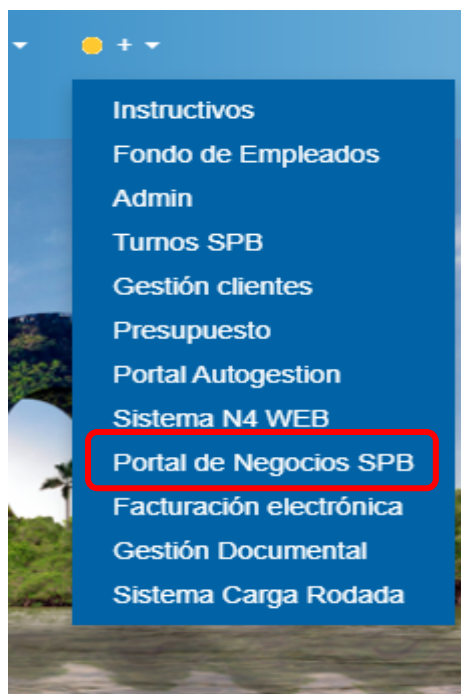 +
Instructivos
Fondo de Empleados
Admin
Turnos SPB
Gestión clientes
Presupuesto
Portal Autogestion
Sistema N4 WEB
Portal de Negocios SPB
Facturación electrónica
Gestión Documental
Sistema Carga Rodada